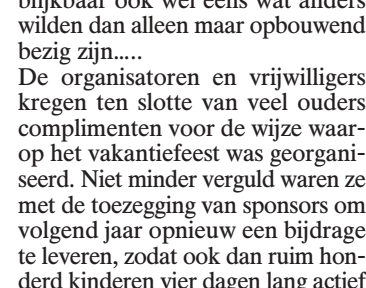 blijkbaar ook wel eens wat anders
wilden dan alleen maar opbouwend
bezig zijn.....
De organisatoren en vrijwilligers
kregen ten slotte van veel ouders
complimenten voor de wijze waar-
op het vakantiefeest was georgani-
seerd. Niet minder verguld waren ze
met de toezegging van sponsors om
volgend jaar opnieuw een bijdrage
te leveren, zodat ook dan ruim hon-
derd kinderen vier dagen lang actief